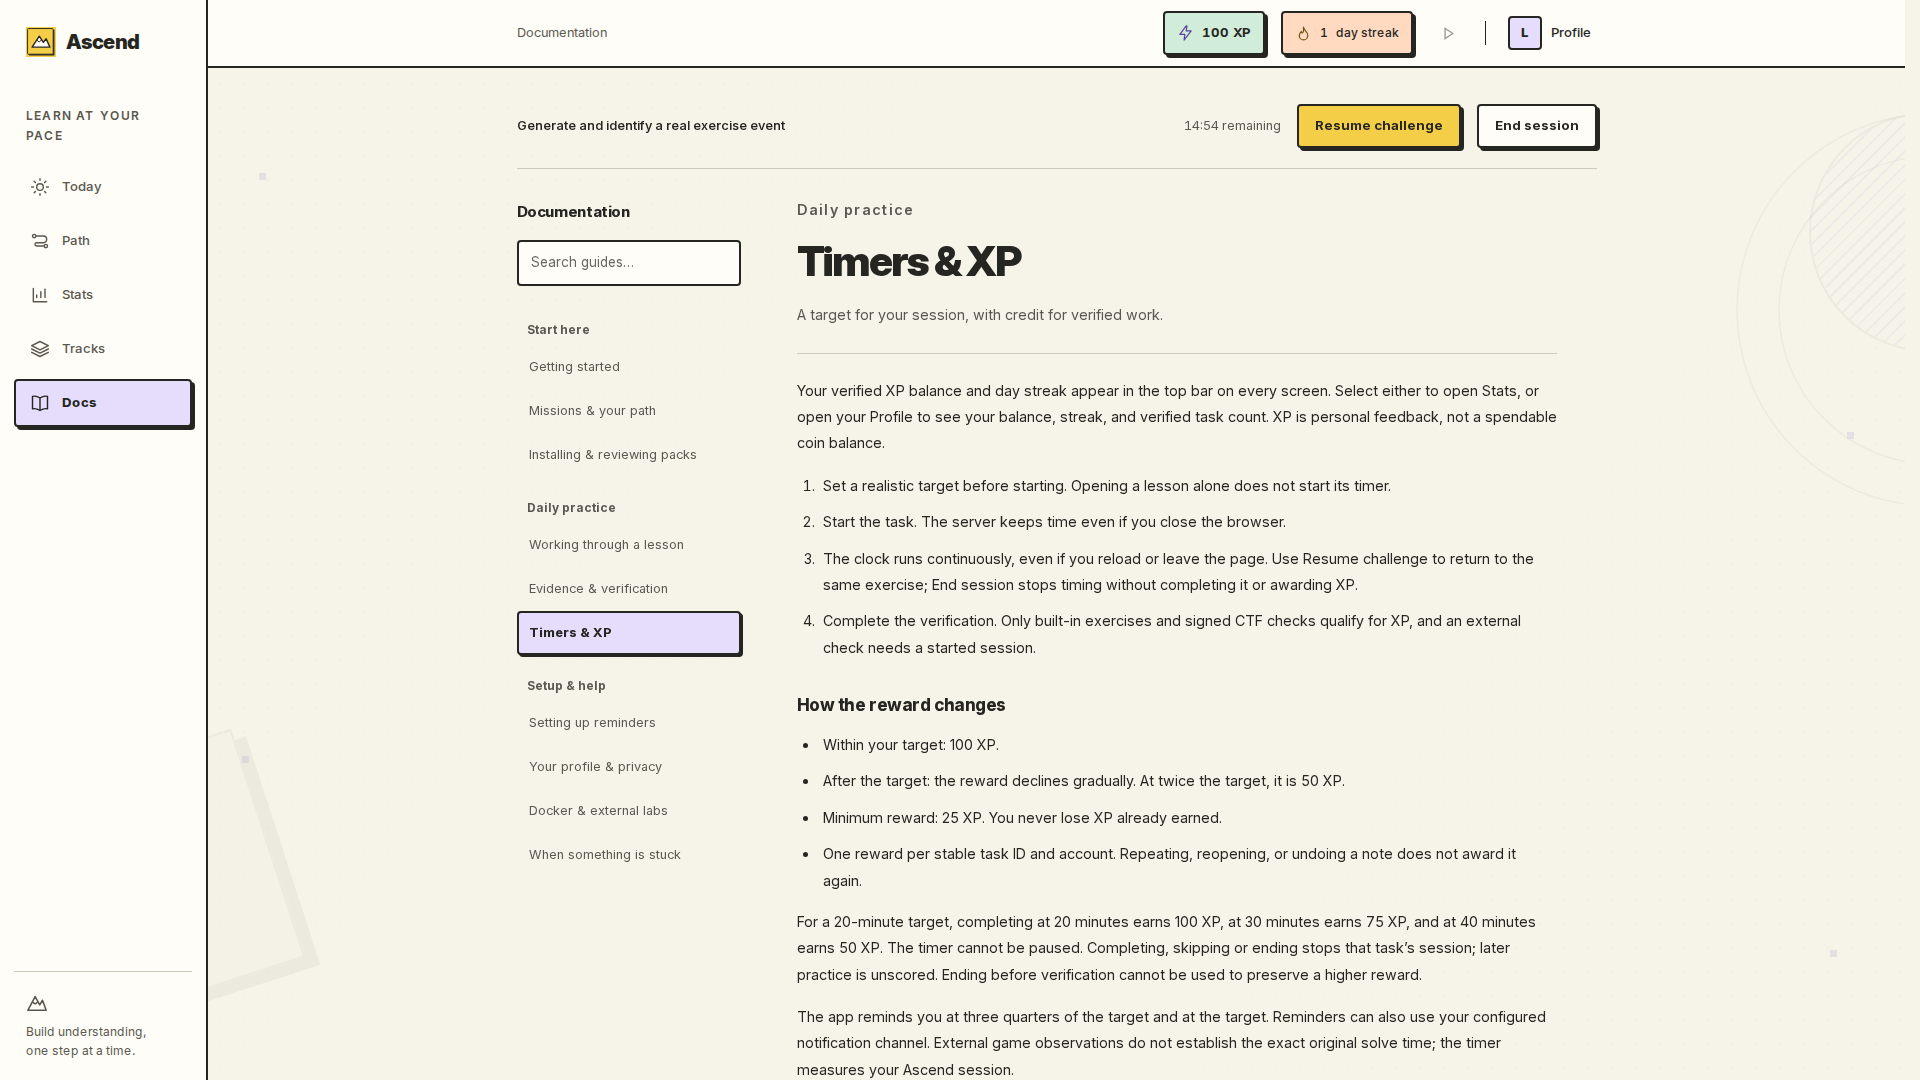 Ascend
LEARN AT YOUR
PACE
Today
Path
Stats
Tracks
Docs
Build understanding,
one step at a time.
Documentation
100 XP
1 day streak
L
Profile
Generate and identify a real exercise event
14:54 remaining
Resume challenge
End session
Documentation
Search guides…
Start here
Getting started
Missions & your path
Installing & reviewing packs
Daily practice
Working through a lesson
Evidence & verification
Timers & XP
Setup & help
Setting up reminders
Your profile & privacy
Docker & external labs
When something is stuck
Daily practice
Timers & XP
A target for your session, with credit for verified work.
Your verified XP balance and day streak appear in the top bar on every screen. Select either to open Stats, or
open your Profile to see your balance, streak, and verified task count. XP is personal feedback, not a spendable
coin balance.
1. Set a realistic target before starting. Opening a lesson alone does not start its timer.
2. Start the task. The server keeps time even if you close the browser.
3. The clock runs continuously, even if you reload or leave the page. Use Resume challenge to return to the
same exercise; End session stops timing without completing it or awarding XP.
4. Complete the verification. Only built-in exercises and signed CTF checks qualify for XP, and an external
check needs a started session.
How the reward changes
• Within your target: 100 XP.
• After the target: the reward declines gradually. At twice the target, it is 50 XP.
• Minimum reward: 25 XP. You never lose XP already earned.
• One reward per stable task ID and account. Repeating, reopening, or undoing a note does not award it
again.
For a 20-minute target, completing at 20 minutes earns 100 XP, at 30 minutes earns 75 XP, and at 40 minutes
earns 50 XP. The timer cannot be paused. Completing, skipping or ending stops that task’s session; later
practice is unscored. Ending before verification cannot be used to preserve a higher reward.
The app reminds you at three quarters of the target and at the target. Reminders can also use your configured
notification channel. External game observations do not establish the exact original solve time; the timer
measures your Ascend session.